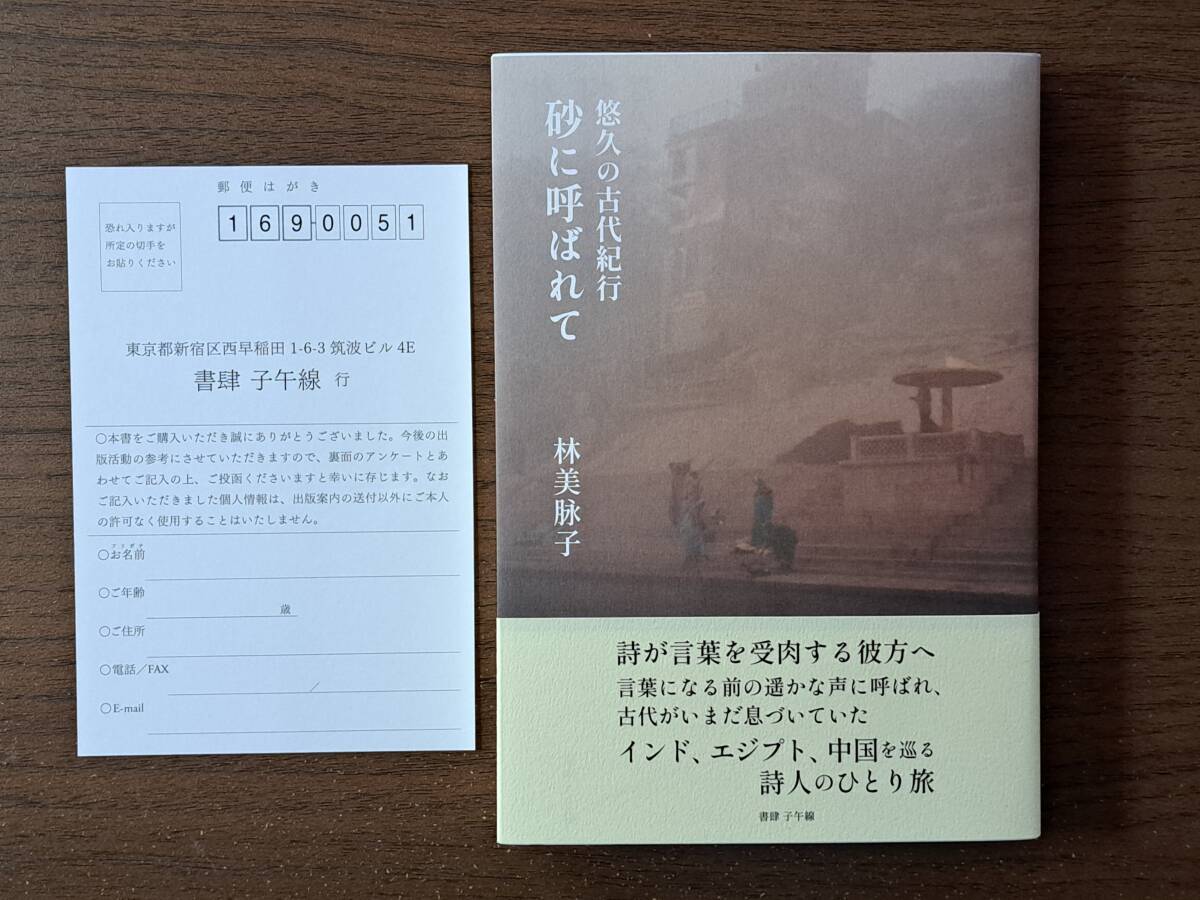 郵便はがき
恐れ入りますが
所定の切手を
お貼りください
169-0051
東京都新宿区西早稲田 1-6-3 筑波ビル 4E
書肆 子午線 行
○本書をご購入いただき誠にありがとうございました。今後の出
版活動の参考にさせていただきますので、裏面のアンケートとあ
わせてご記入の上、ご投函くださいますと幸いに存じます。なお
ご記入いただきました個人情報は、出版案内の送付以外にご本人
の許可なく使用することはいたしません。
フリガナ
○お名前
○ご年齢
歳
○ご住所
○電話/FAX
/
○E-mail
悠久の古代紀行
砂に呼ばれて
林美脉子
詩が言葉を受肉する彼方へ
言葉になる前の遥かな声に呼ばれ、
古代がいまだ息づいていた
インド、エジプト、中国を巡る
詩人のひとり旅
書肆 子午線